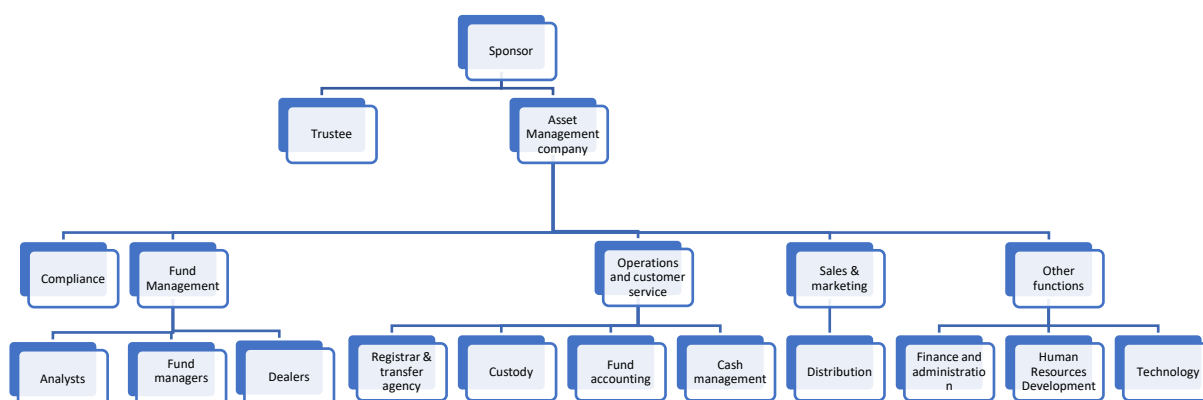 Sponsor
Trustee
Asset
Management
company
Compliance
Fund
Management
Operations
and customer
service
Sales &
marketing
Other
functions
Analysts
Fund
managers
Dealers
Registrar &
transfer
agency
Custody
Fund
accounting
Cash
management
Distribution
Finance and
administratio
n
Human
Resources
Development
Technology